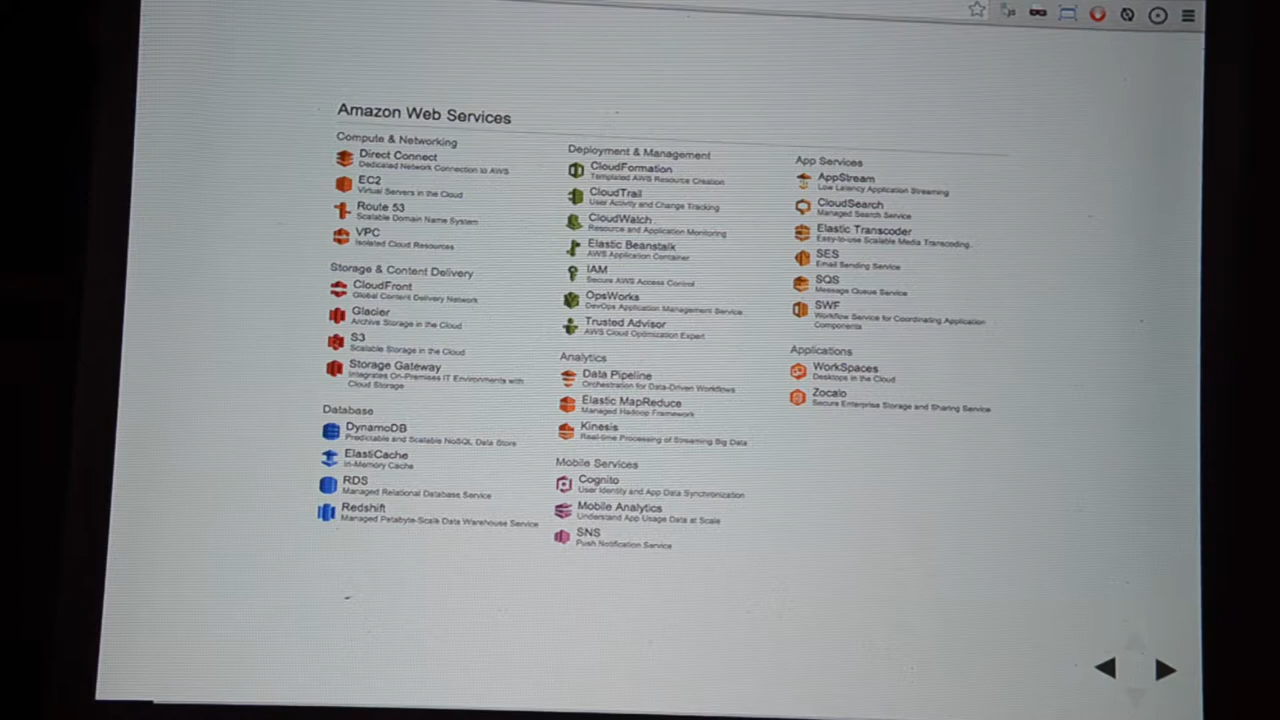 Amazon Web Services
Compute & Networking
Direct Connect
Dedicated Network Connection to AWS
EC2
Virtual Servers in the Cloud
Route 53
Scalable Domain Name System
VPC
Isolated Cloud Resources
Storage & Content Delivery
CloudFront
Global Content Delivery Network
Glacier
Archive Storage in the Cloud
S3
Scalable Storage in the Cloud
Storage Gateway
Integrates On-Premises IT Environments with
Cloud Storage
Database
DynamoDB
Predictable and Scalable NoSQL Data Store
ElastiCache
In-Memory Cache
RDS
Managed Relational Database Service
Redshift
Managed Petabyte-Scale Data Warehouse Service
Deployment & Management
CloudFormation
Templated AWS Resource Creation
CloudTrail
User Activity and Change Tracking
CloudWatch
Resource and Application Monitoring
Elastic Beanstalk
AWS Application Container
IAM
Secure AWS Access Control
OpsWorks
DevOps Application Management Service
Trusted Advisor
AWS Cloud Optimization Expert
Analytics
Data Pipeline
Orchestration for Data-Driven Workflows
Elastic MapReduce
Managed Hadoop Framework
Kinesis
Real-time Processing of Streaming Big Data
Mobile Services
Cognito
User Identity and App Data Synchronization
Mobile Analytics
Understand App Usage Data at Scale
SNS
Push Notification Service
App Services
AppStream
Low Latency Application Streaming
CloudSearch
Managed Search Service
Elastic Transcoder
Easy-to-use Scalable Media Transcoding
SES
Email Sending Service
SQS
Message Queue Service
SWF
Workflow Service for Coordinating Application
Components
Applications
WorkSpaces
Desktops in the Cloud
Zocalo
Secure Enterprise Storage and Sharing Service